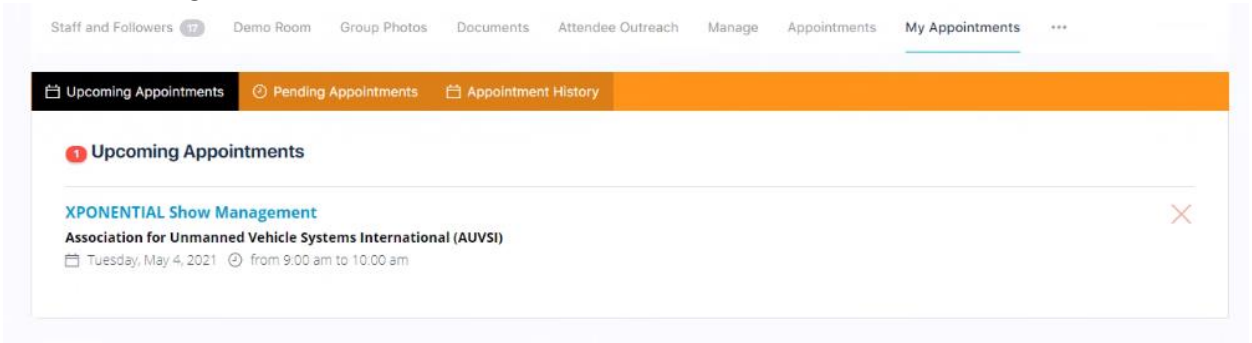 Staff and Followers 17 Demo Room Group Photos Documents Attendee Outreach Manage Appointments My Appointments ...
Upcoming Appointments Pending Appointments Appointment History
1 Upcoming Appointments
XPONENTIAL Show Management
Association for Unmanned Vehicle Systems International (AUVSI)
Tuesday, May 4, 2021 from 9:00 am to 10:00 am